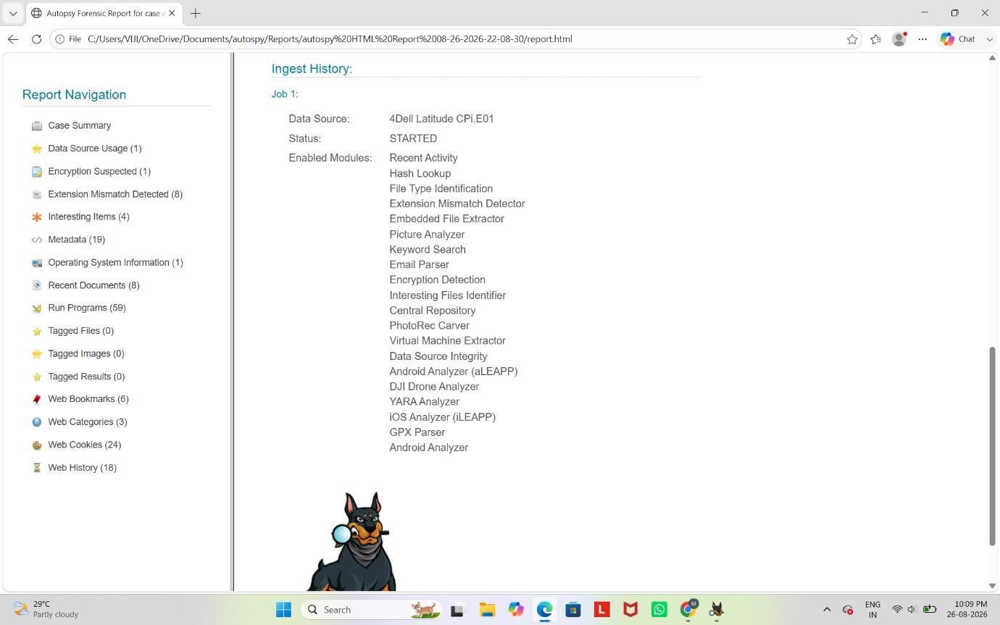 Autopsy Forensic Report for case a
File C:/Users/VIJI/OneDrive/Documents/autospy/Reports/autospy%20HTML%20Report%2008-26-2026-22-08-30/report.html
Chat
Report Navigation
Case Summary
Data Source Usage (1)
Encryption Suspected (1)
Extension Mismatch Detected (8)
Interesting Items (4)
Metadata (19)
Operating System Information (1)
Recent Documents (8)
Run Programs (59)
Tagged Files (0)
Tagged Images (0)
Tagged Results (0)
Web Bookmarks (6)
Web Categories (3)
Web Cookies (24)
Web History (18)
Ingest History:
Job 1:
Data Source: 4Dell Latitude CPi.E01
Status: STARTED
Enabled Modules: Recent Activity
Hash Lookup
File Type Identification
Extension Mismatch Detector
Embedded File Extractor
Picture Analyzer
Keyword Search
Email Parser
Encryption Detection
Interesting Files Identifier
Central Repository
PhotoRec Carver
Virtual Machine Extractor
Data Source Integrity
Android Analyzer (aLEAPP)
DJI Drone Analyzer
YARA Analyzer
iOS Analyzer (iLEAPP)
GPX Parser
Android Analyzer
29°C
Partly cloudy
Search
L
M
ENG
IN
10:09 PM
26-08-2026